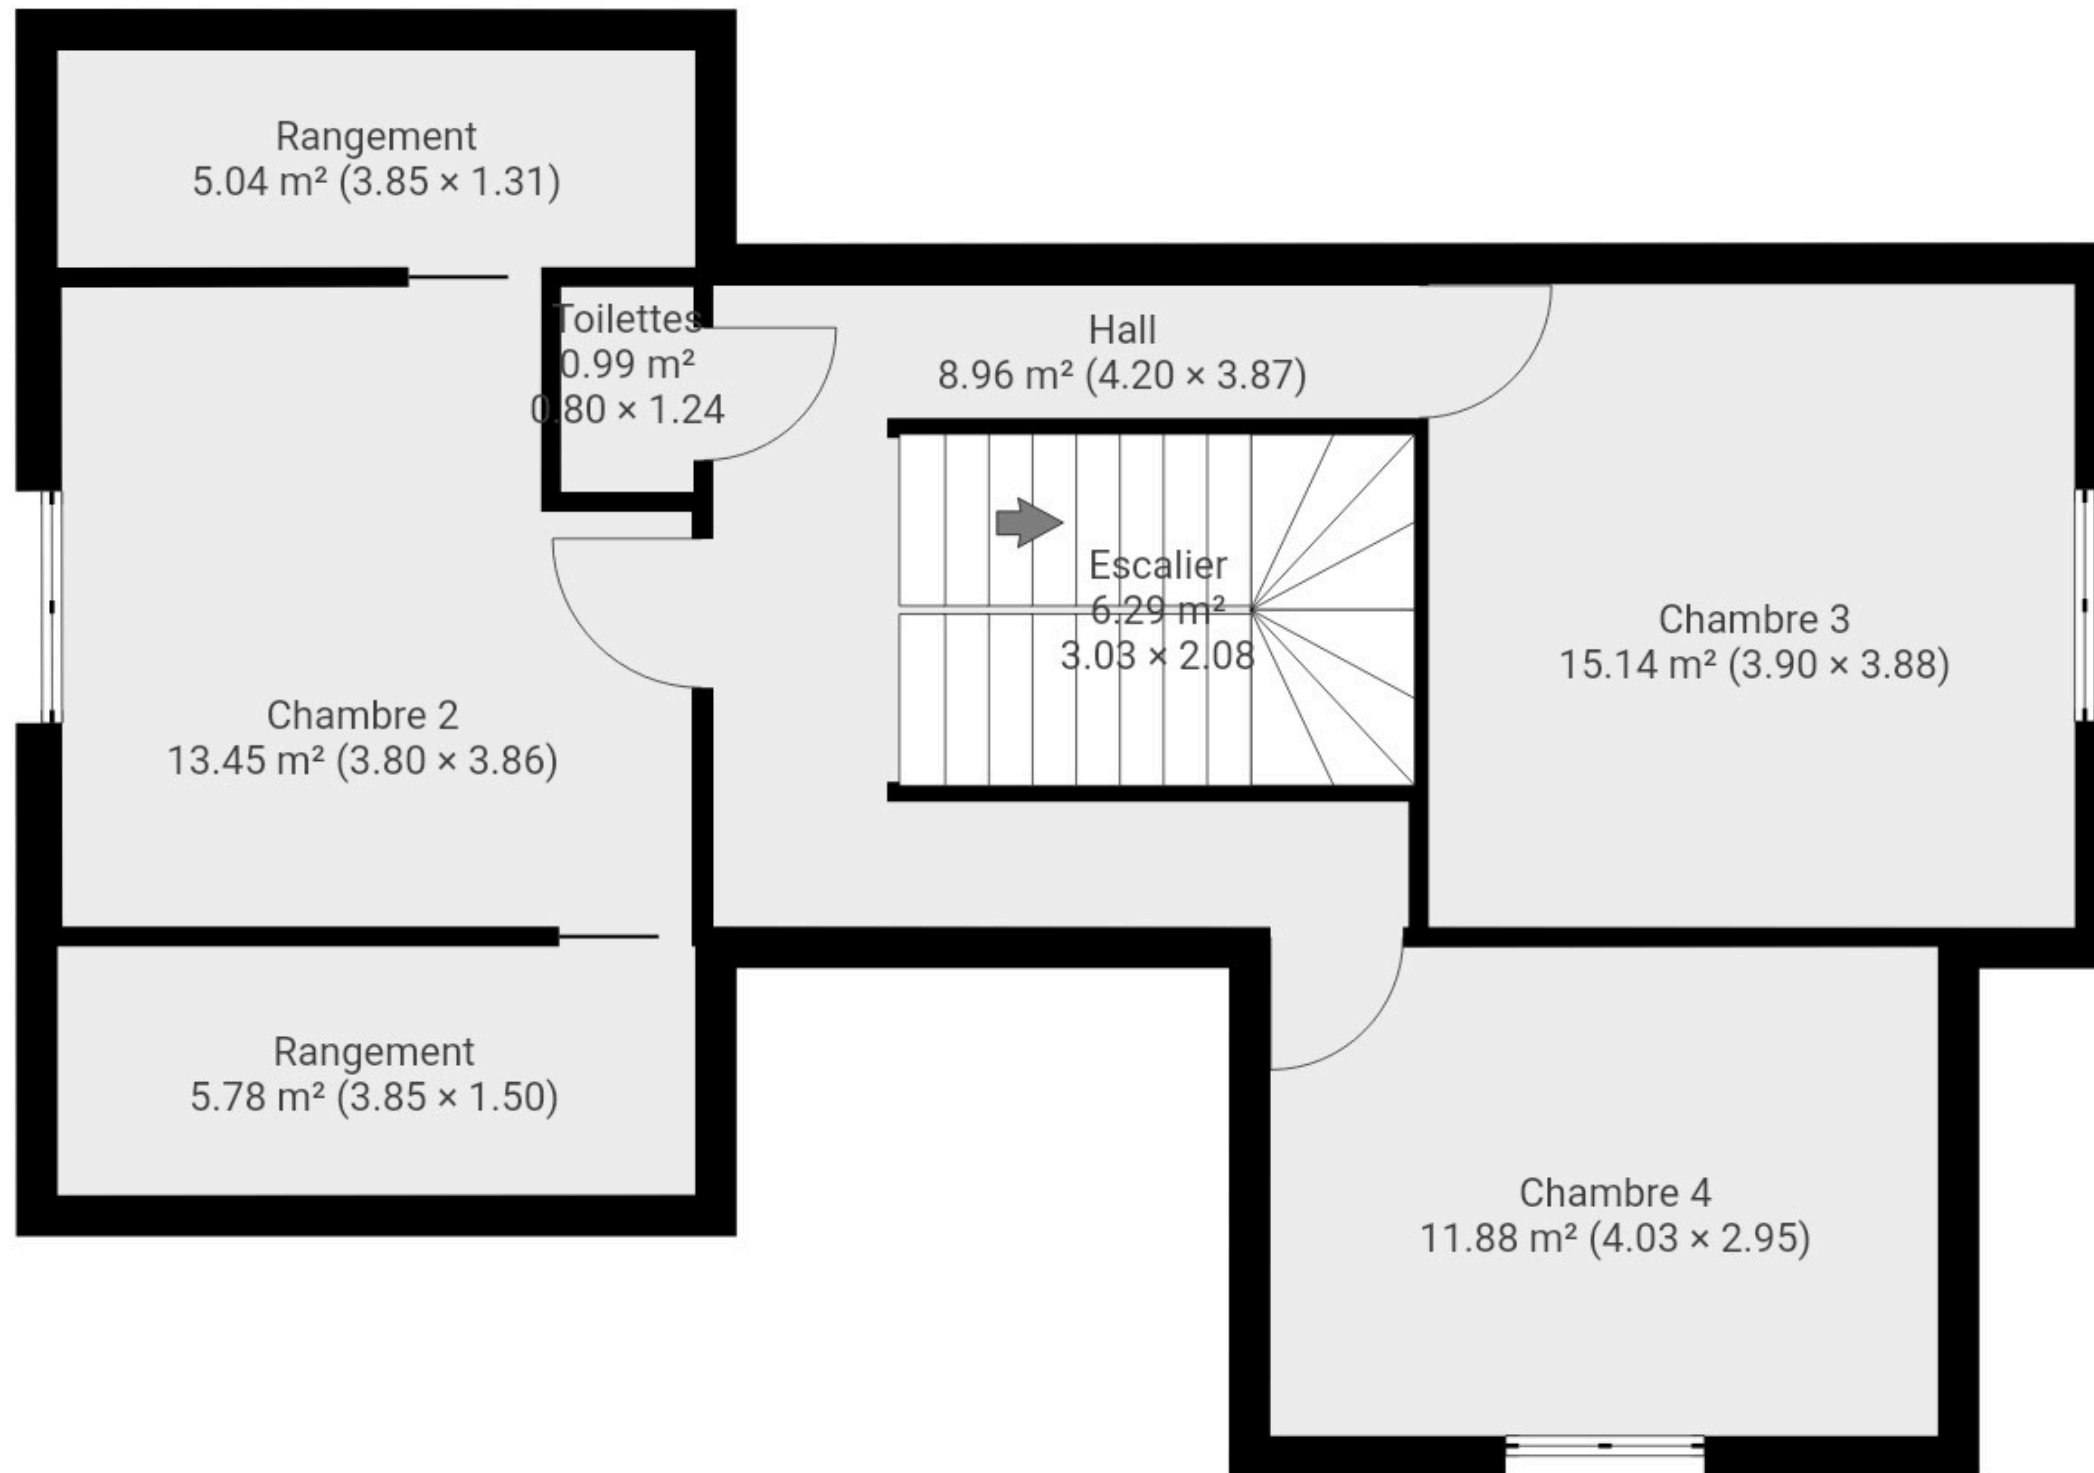 Rangement
5.04 m² (3.85 × 1.31)
Toilettes
0.99 m²
0.80 × 1.24
Hall
8.96 m² (4.20 × 3.87)
Escalier
6.29 m²
3.03 × 2.08
Chambre 3
15.14 m² (3.90 × 3.88)
Chambre 2
13.45 m² (3.80 × 3.86)
Rangement
5.78 m² (3.85 × 1.50)
Chambre 4
11.88 m² (4.03 × 2.95)